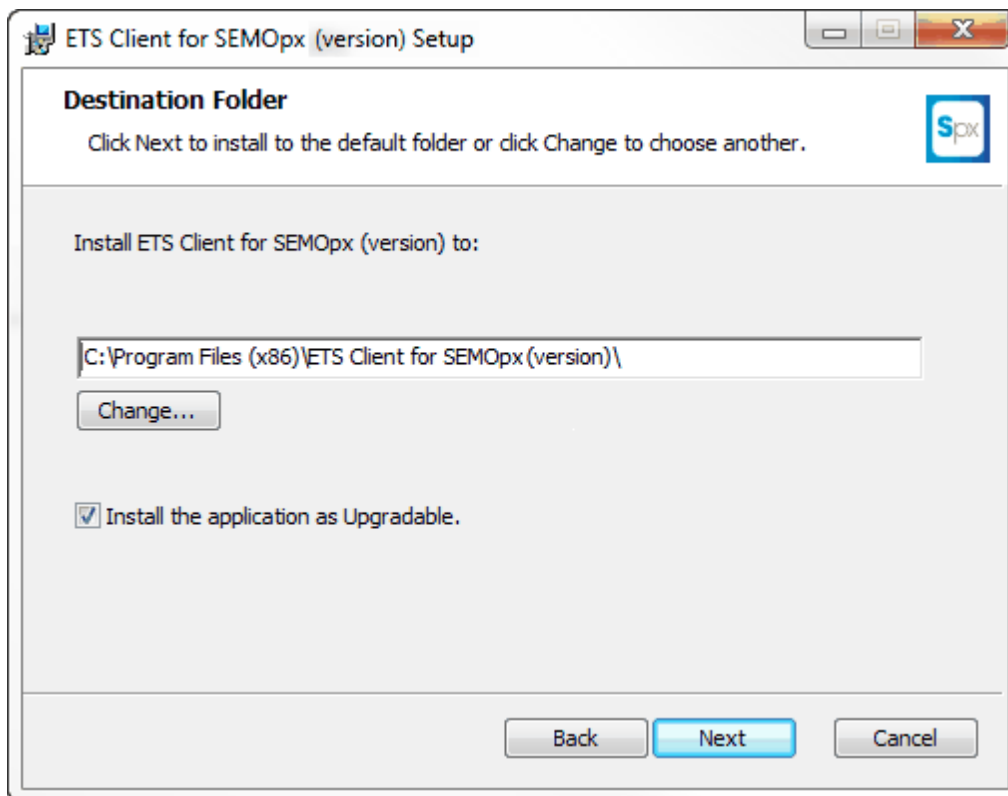 ETS Client for SEMOpx (version) Setup
Destination Folder
Click Next to install to the default folder or click Change to choose another.
Spx
Install ETS Client for SEMOpx (version) to:
C:\Program Files (x86)\ETS Client for SEMOpx (version)\
Change...
Install the application as Upgradable.
Back Next Cancel